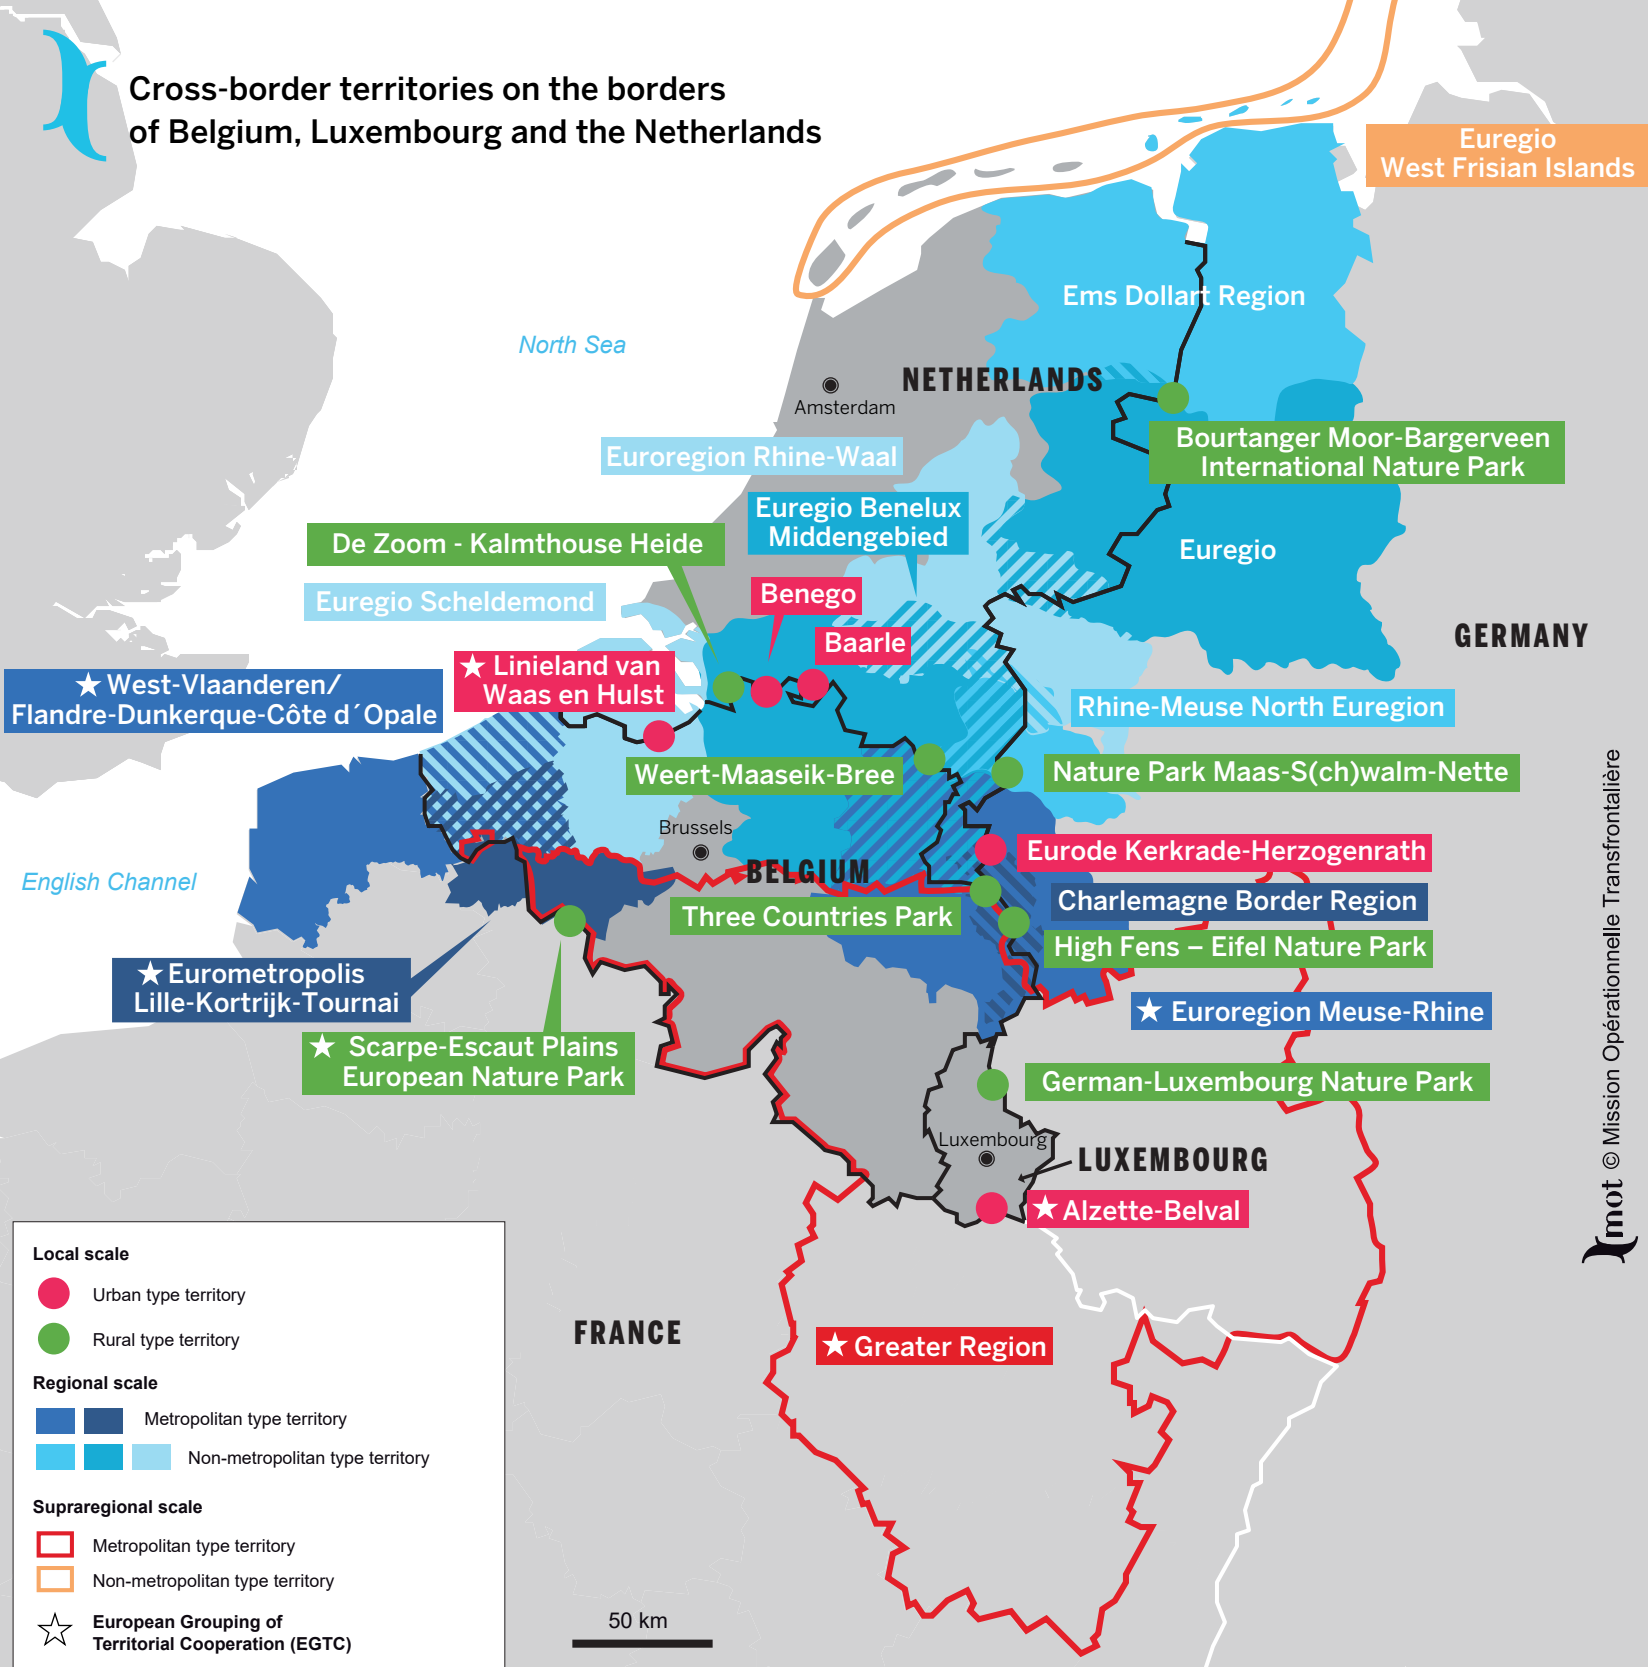 Cross-border territories on the borders
of Belgium, Luxembourg and the Netherlands
Euregio
West Frisian Islands
Ems Dollart Region
North Sea
NETHERLANDS
Amsterdam
Bourtanger Moor-Bargerveen
International Nature Park
Euroregion Rhine-Waal
Euregio Benelux
Middengebied
De Zoom - Kalmthouse Heide
Euregio
Benego
Euregio Scheldemond
Baarle
GERMANY
Linieland van
Waas en Hulst
West-Vlaanderen/
Flandre-Dunkerque-Côte d´Opale
Rhine-Meuse North Euregion
Weert-Maaseik-Bree
Nature Park Maas-S(ch)walm-Nette
Brussels
BELGIUM
Eurode Kerkrade-Herzogenrath
English Channel
Charlemagne Border Region
Three Countries Park
High Fens – Eifel Nature Park
Eurometropolis
Lille-Kortrijk-Tournai
Euroregion Meuse-Rhine
Scarpe-Escaut Plains
European Nature Park
German-Luxembourg Nature Park
Luxembourg
LUXEMBOURG
Alzette-Belval
FRANCE
Greater Region
mot © Mission Opérationnelle Transfrontalière
Local scale
Urban type territory
Rural type territory
Regional scale
Metropolitan type territory
Non-metropolitan type territory
Supraregional scale
Metropolitan type territory
Non-metropolitan type territory
European Grouping of
Territorial Cooperation (EGTC)
50 km